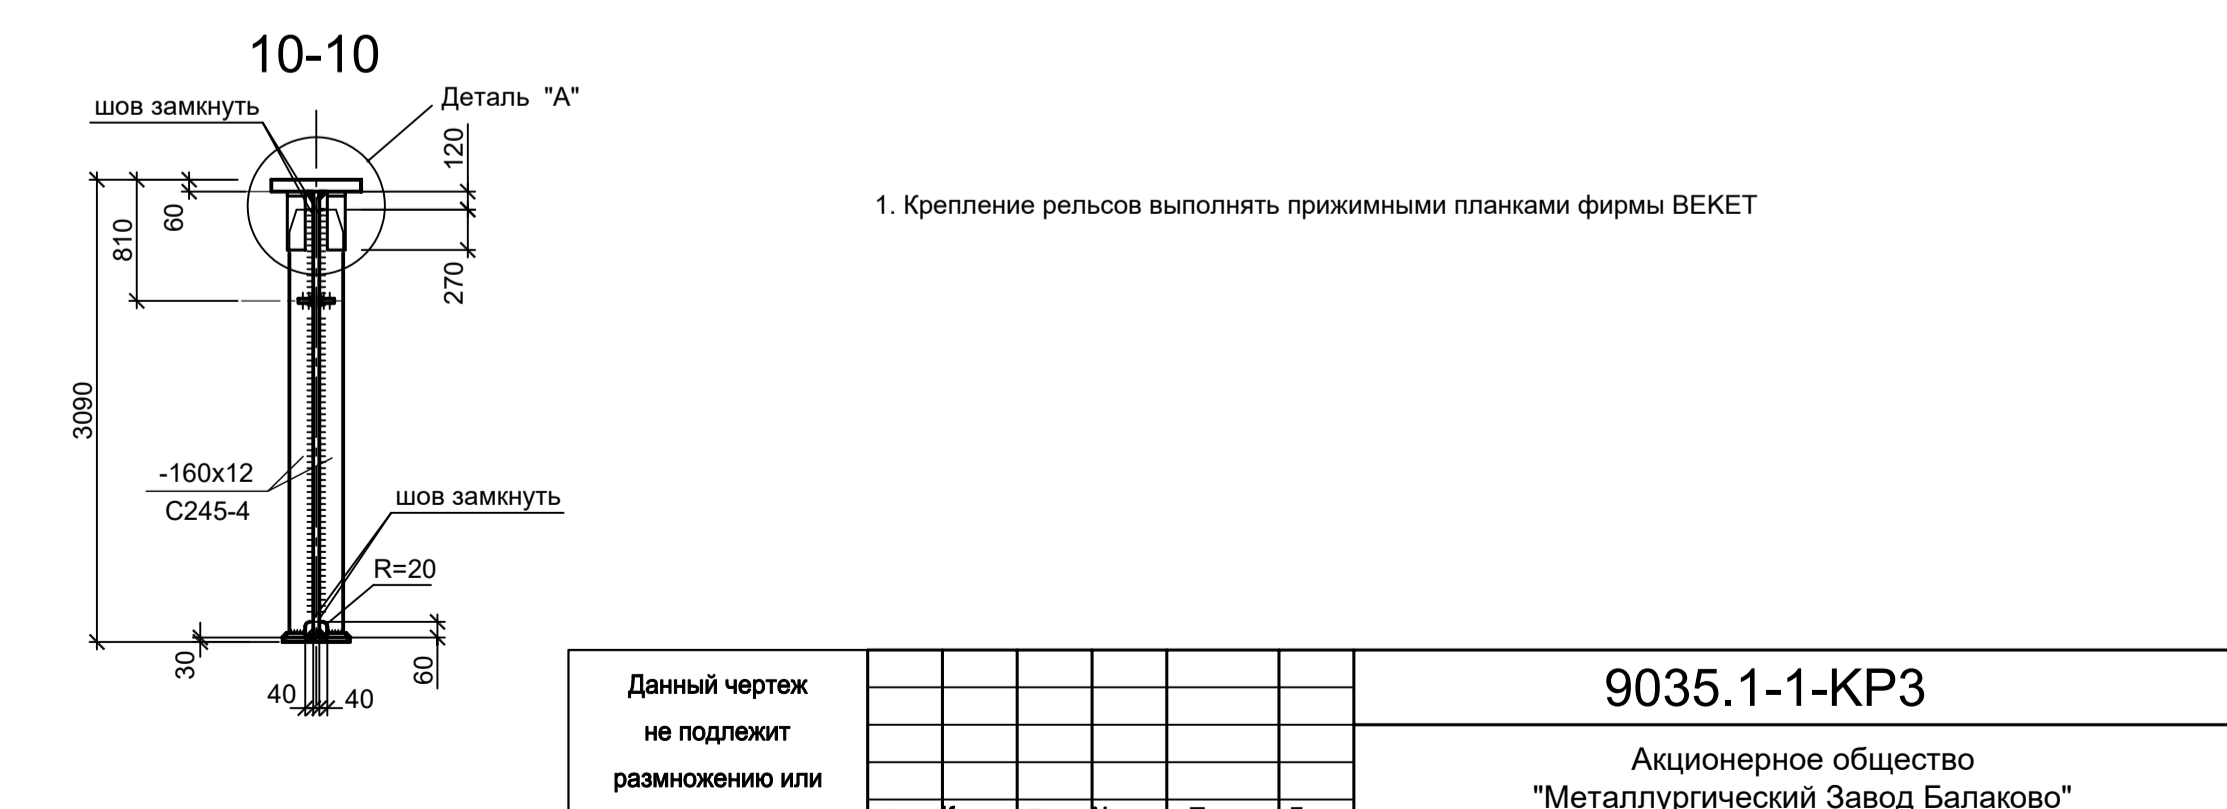 10-10
шов замкнуть
Деталь "А"
120
60
810
270
1. Крепление рельсов выполнять прижимными планками фирмы BEKET
3090
-160x12
С245-4
шов замкнуть
R=20
30
60
40
40
Данный чертеж
не подлежит
размножению или
9035.1-1-КР3
Акционерное общество
"Металлургический Завод Балаково"